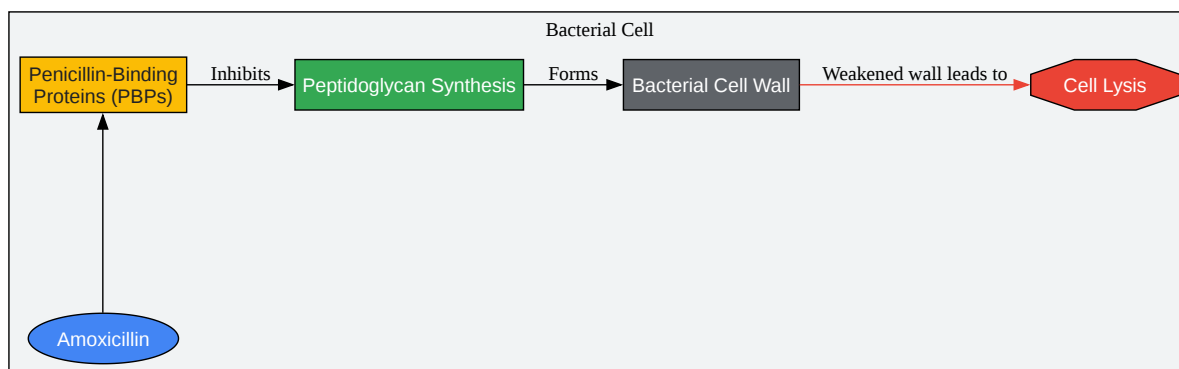 Bacterial Cell
Penicillin-Binding
Proteins (PBPs)
Inhibits
Peptidoglycan Synthesis
Forms
Bacterial Cell Wall
Weakened wall leads to
Cell Lysis
Amoxicillin